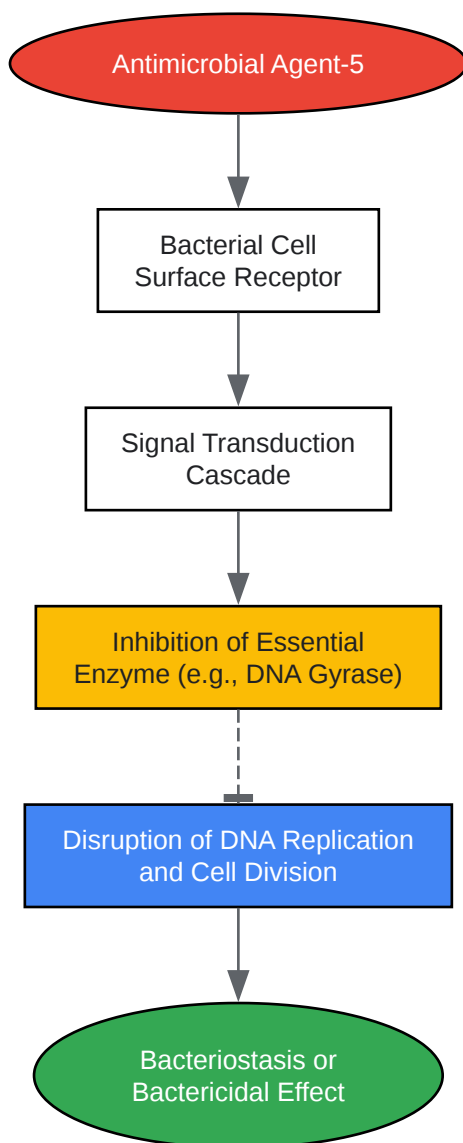 Antimicrobial Agent-5
Bacterial Cell
Surface Receptor
Signal Transduction
Cascade
Inhibition of Essential
Enzyme (e.g., DNA Gyrase)
Disruption of DNA Replication
and Cell Division
Bacteriostasis or
Bactericidal Effect